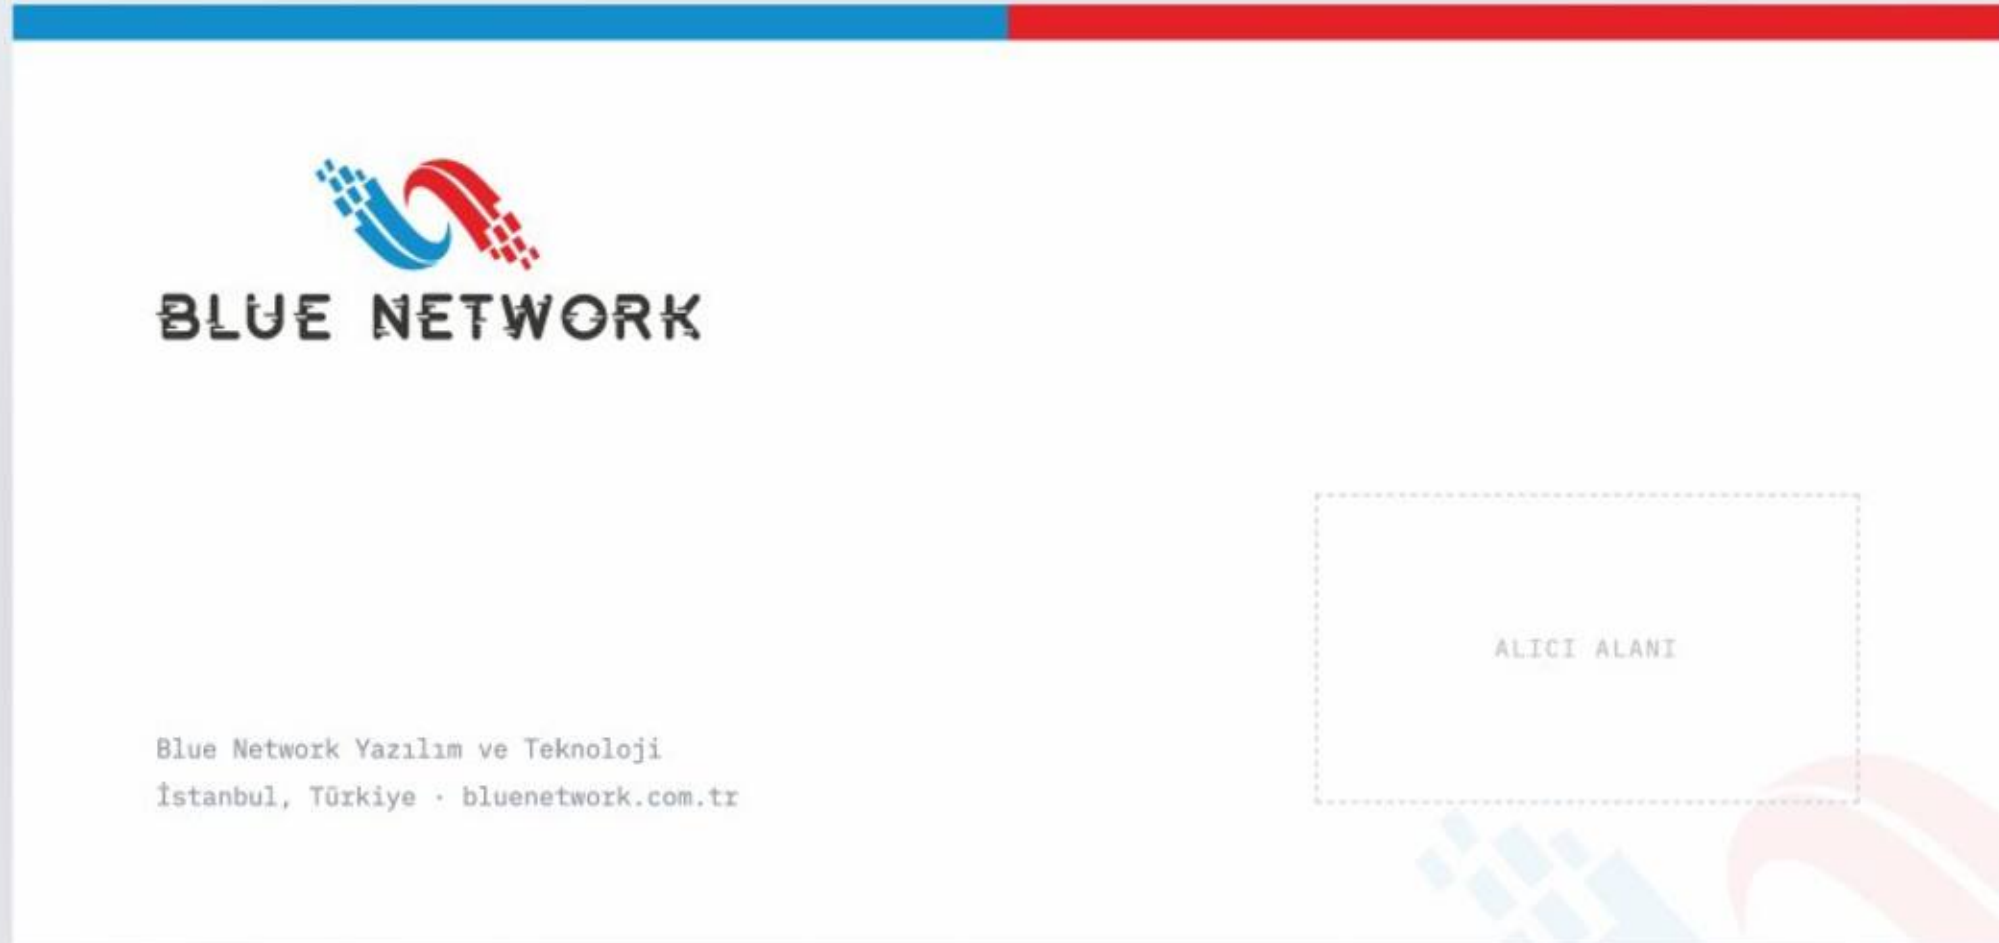 BLUE NETWORK
ALICI ALANI
Blue Network Yazılım ve Teknoloji
İstanbul, Türkiye · bluenetwork.com.tr